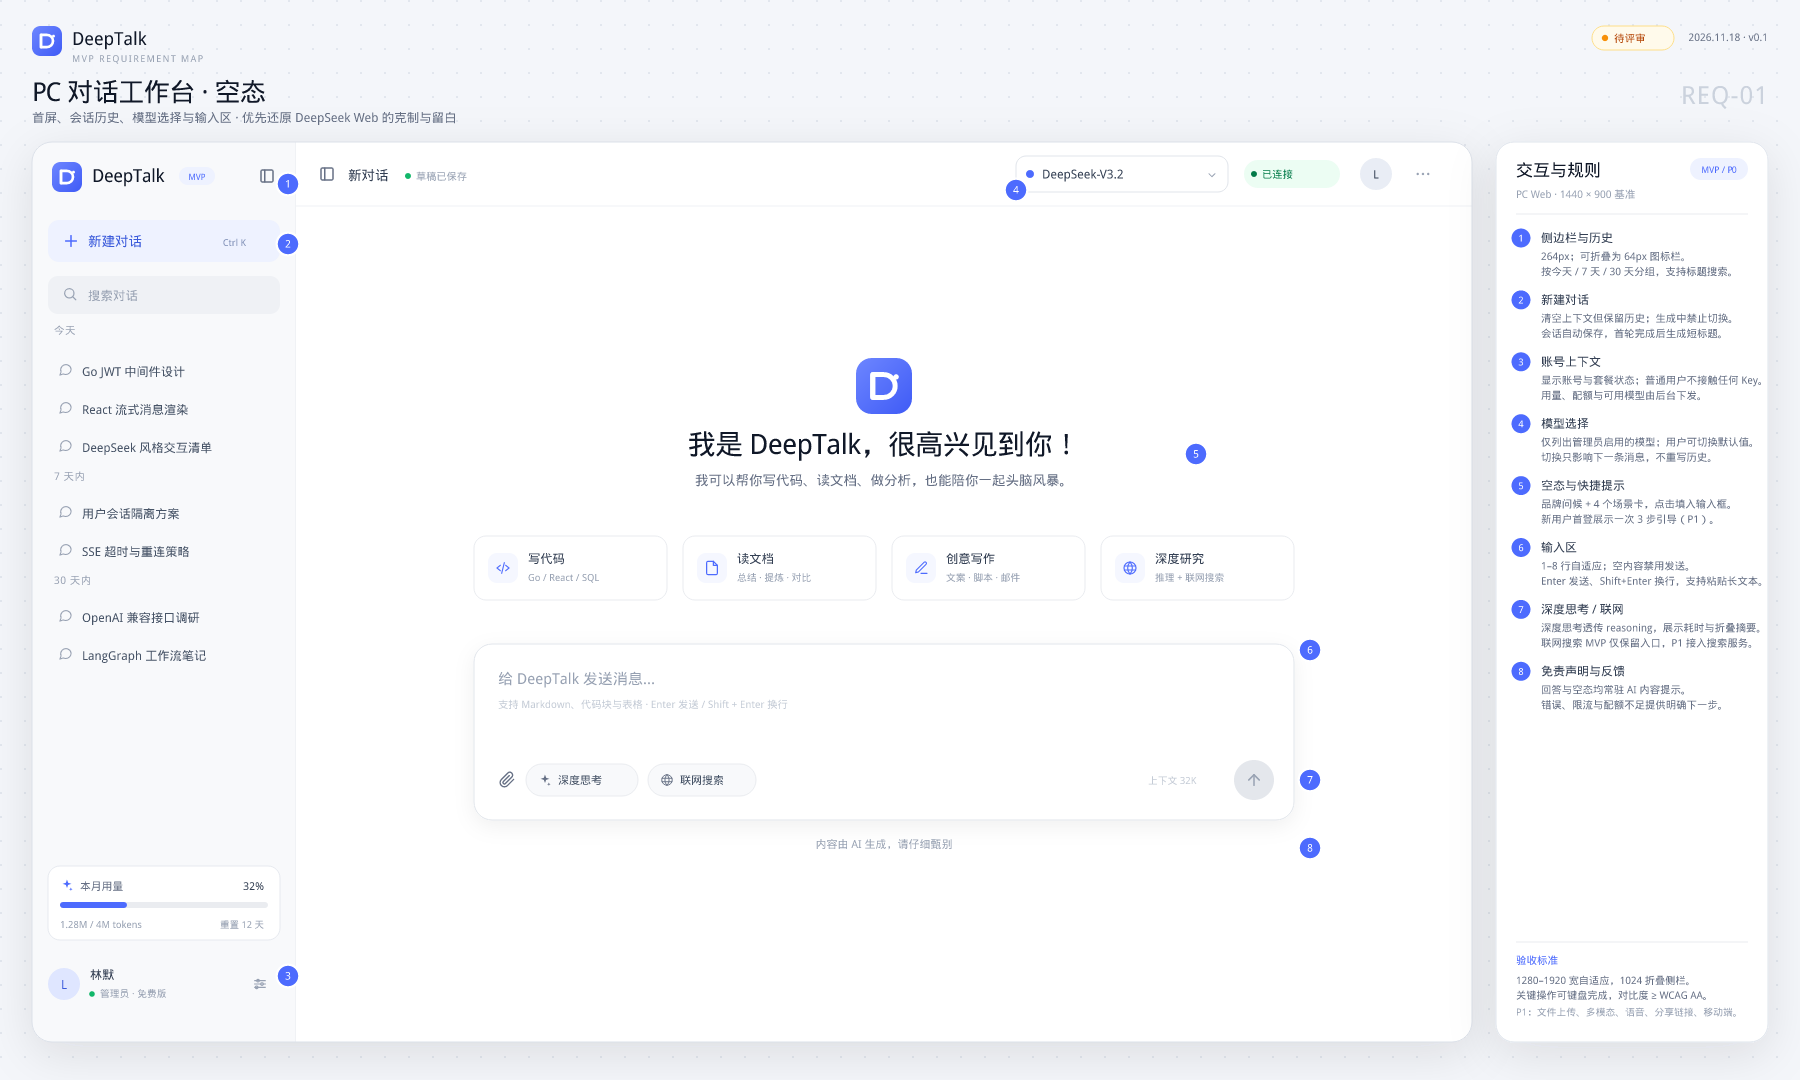 DeepTalk
MVP REQUIREMENT MAP
待评审
2026.11.18 · v0.1
PC 对话工作台 · 空态
首屏、会话历史、模型选择与输入区 · 优先还原 DeepSeek Web 的克制与留白
REQ-01
DeepTalk
MVP
1
新建对话
Ctrl K
2
搜索对话
今天
Go JWT 中间件设计
React 流式消息渲染
DeepSeek 风格交互清单
7 天内
用户会话隔离方案
SSE 超时与重连策略
30 天内
OpenAI 兼容接口调研
LangGraph 工作流笔记
本月用量
32%
1.28M / 4M tokens
重置 12 天
L
林默
管理员 · 免费版
3
新对话
草稿已保存
4
DeepSeek-V3.2
已连接
L
我是 DeepTalk，很高兴见到你！
5
我可以帮你写代码、读文档、做分析，也能陪你一起头脑风暴。
写代码
Go / React / SQL
读文档
总结 · 提炼 · 对比
创意写作
文案 · 脚本 · 邮件
深度研究
推理 + 联网搜索
6
给 DeepTalk 发送消息...
支持 Markdown、代码块与表格 · Enter 发送 / Shift + Enter 换行
深度思考
联网搜索
上下文 32K
7
内容由 AI 生成，请仔细甄别
8
交互与规则
MVP / P0
PC Web · 1440 × 900 基准
1
侧边栏与历史
264px；可折叠为 64px 图标栏。
按今天 / 7 天 / 30 天分组，支持标题搜索。
2
新建对话
清空上下文但保留历史；生成中禁止切换。
会话自动保存，首轮完成后生成短标题。
3
账号上下文
显示账号与套餐状态；普通用户不接触任何 Key。
用量、配额与可用模型由后台下发。
4
模型选择
仅列出管理员启用的模型；用户可切换默认值。
切换只影响下一条消息，不重写历史。
5
空态与快捷提示
品牌问候 + 4 个场景卡，点击填入输入框。
新用户首登展示一次 3 步引导（P1）。
6
输入区
1–8 行自适应；空内容禁用发送。
Enter 发送、Shift+Enter 换行，支持粘贴长文本。
7
深度思考 / 联网
深度思考透传 reasoning，展示耗时与折叠摘要。
联网搜索 MVP 仅保留入口，P1 接入搜索服务。
8
免责声明与反馈
回答与空态均常驻 AI 内容提示。
错误、限流与配额不足提供明确下一步。
验收标准
1280–1920 宽自适应，1024 折叠侧栏。
关键操作可键盘完成，对比度 ≥ WCAG AA。
P1：文件上传、多模态、语音、分享链接、移动端。